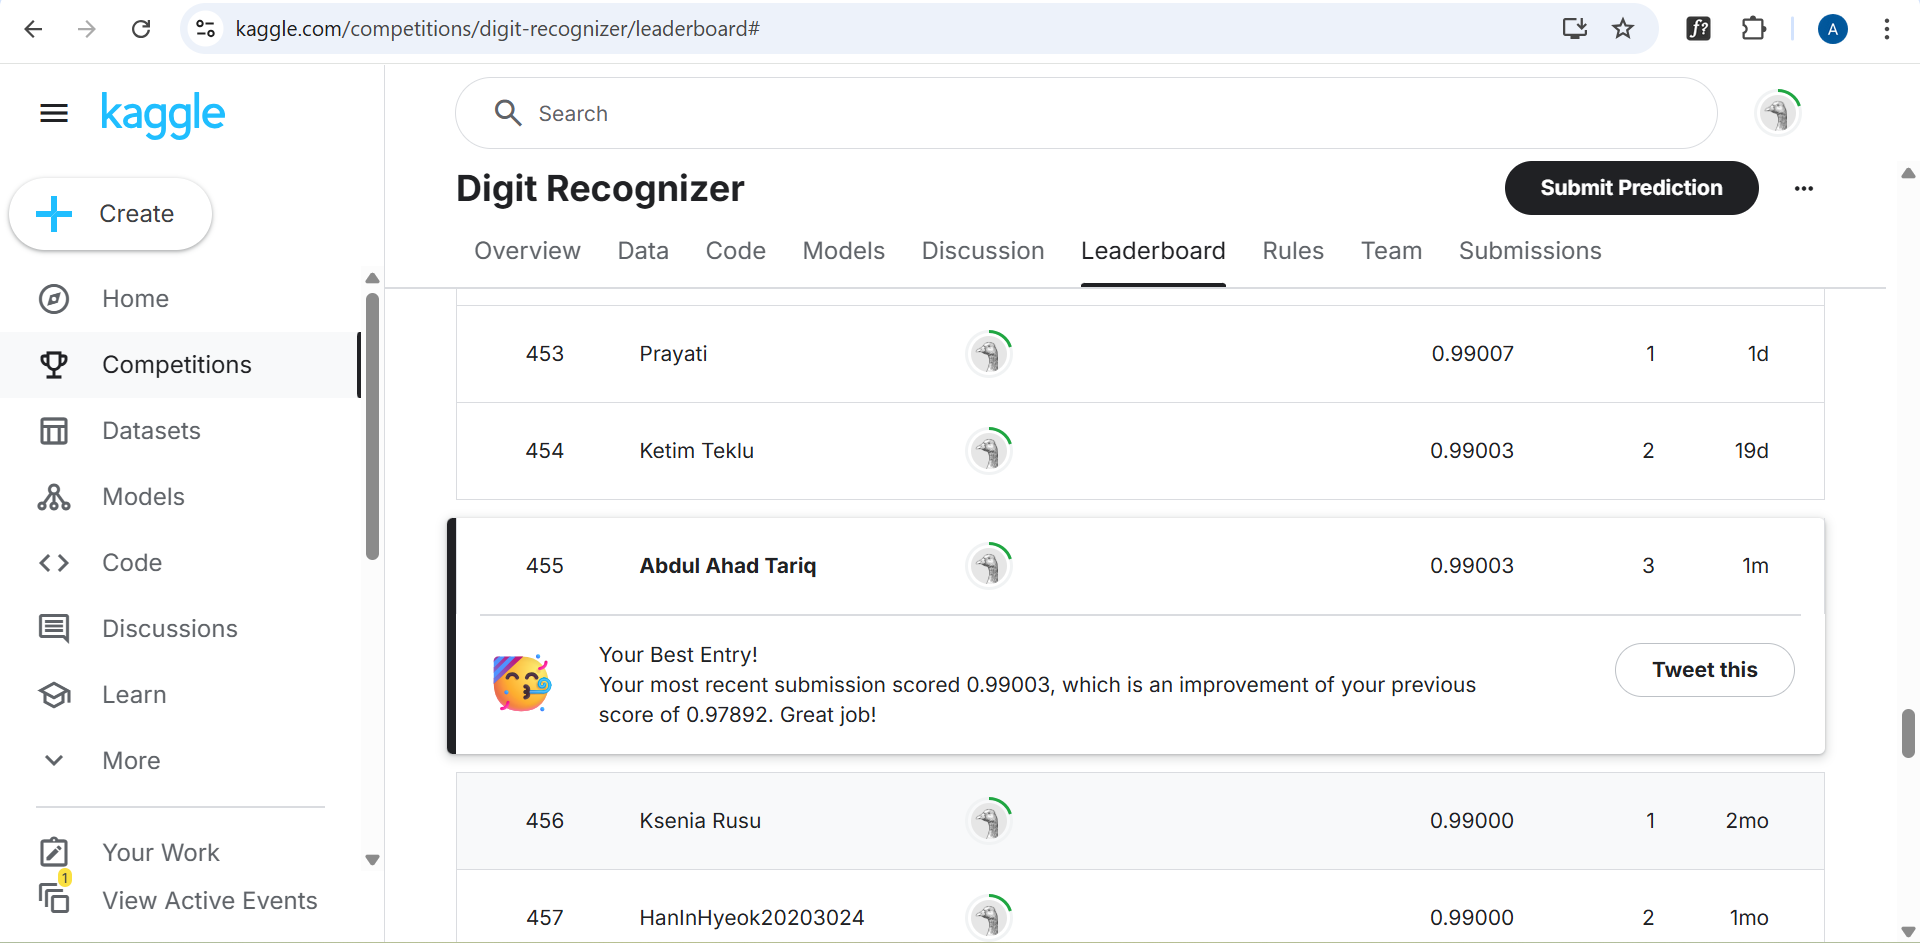 kaggle.com/competitions/digit-recognizer/leaderboard#
f?
A
kaggle
Search
Create
Digit Recognizer
Submit Prediction
Overview Data Code Models Discussion Leaderboard Rules Team Submissions
Home
Competitions
Datasets
Models
Code
Discussions
Learn
More
Your Work
1
View Active Events
453 Prayati 0.99007 1 1d
454 Ketim Teklu 0.99003 2 19d
455 Abdul Ahad Tariq 0.99003 3 1m
Your Best Entry!
Your most recent submission scored 0.99003, which is an improvement of your previous
score of 0.97892. Great job!
Tweet this
456 Ksenia Rusu 0.99000 1 2mo
457 HanInHyeok20203024 0.99000 2 1mo